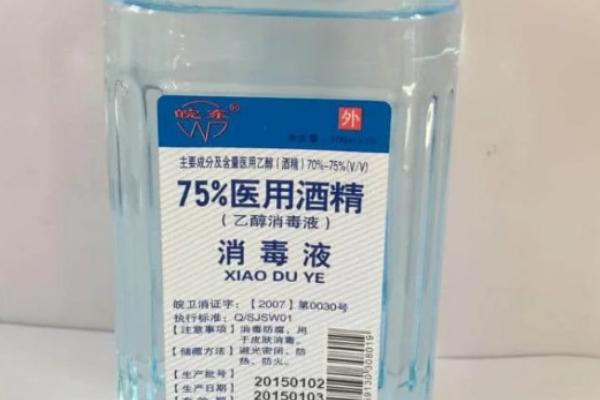 皖东
外
主要成分及含量医用乙醇（酒精）70%-75%(V/V)
75%医用酒精
（乙醇消毒液）
消毒液
XIAO DU YE
皖卫消证字：【2007】第0030号
执行标准：Q/SJSW01
【注意事项】消毒防腐，用
于皮肤消毒。
【储藏方法】避光密闭、防
热、防火。
【生产批号】20150102
【生产日期】20150103